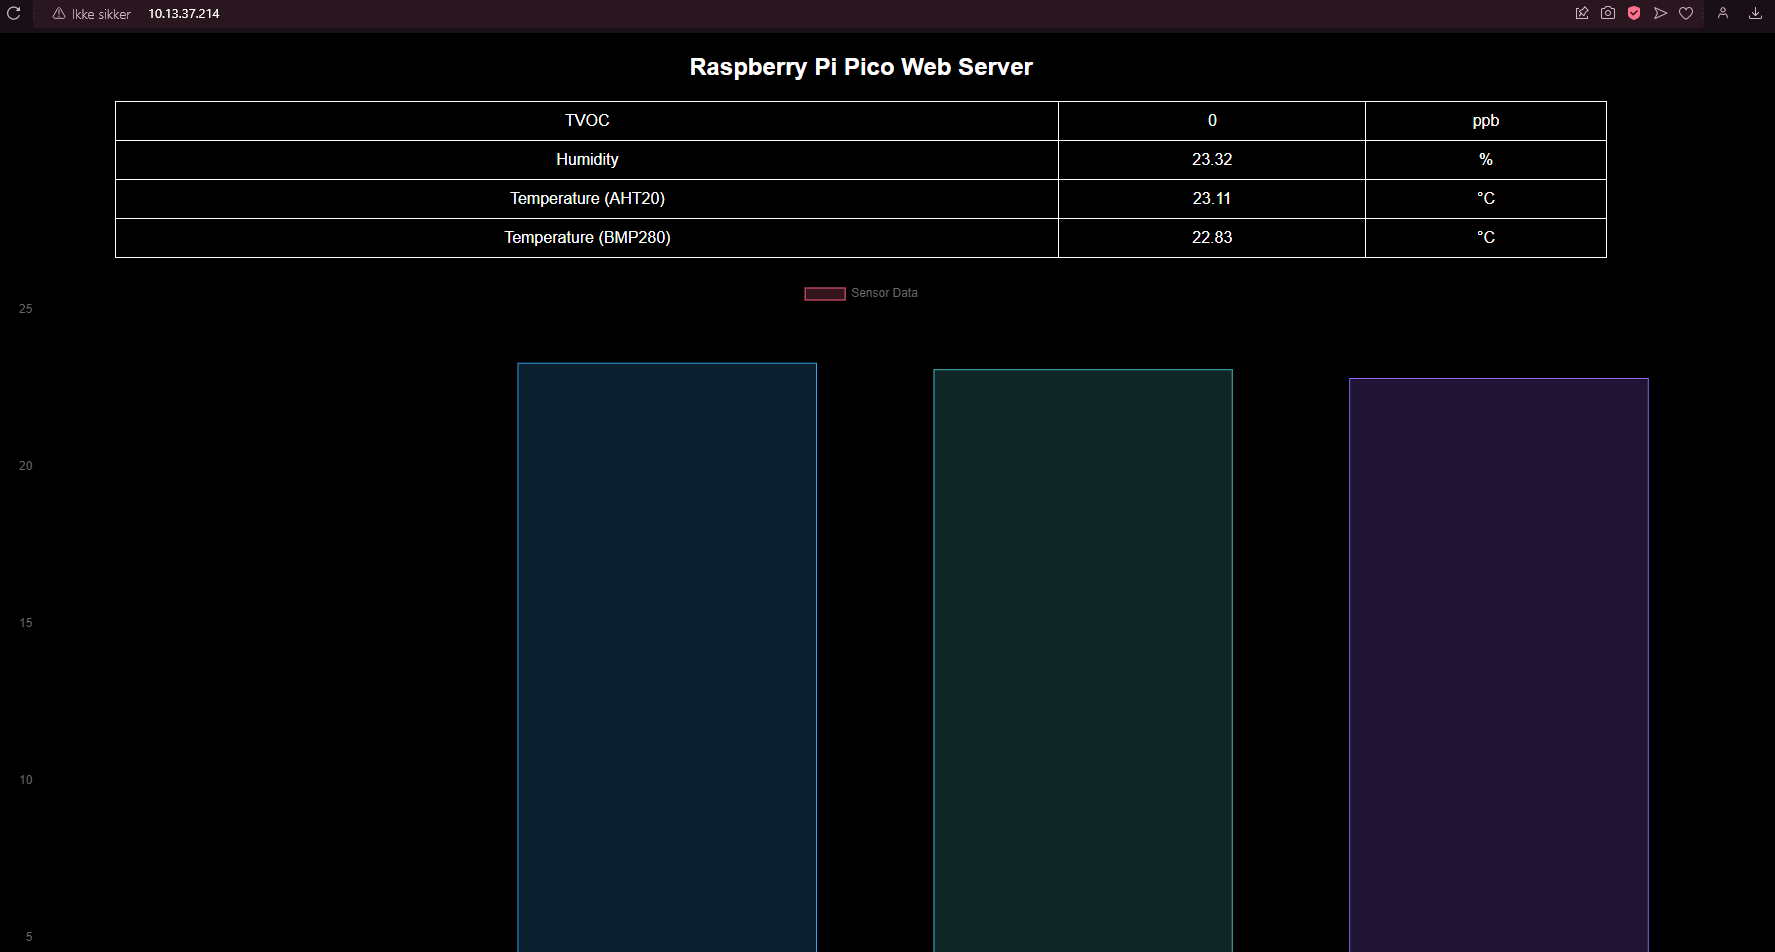 Ikke sikker 10.13.37.214
Raspberry Pi Pico Web Server
TVOC 0 ppb
Humidity 23.32 %
Temperature (AHT20) 23.11 °C
Temperature (BMP280) 22.83 °C
Sensor Data
25
20
15
10
5